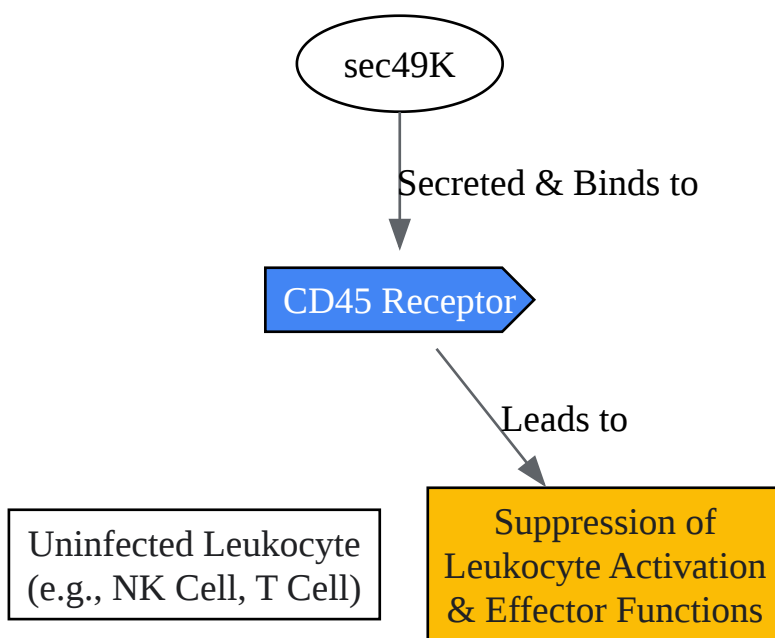 sec49K
Secreted & Binds to
CD45 Receptor
Leads to
Uninfected Leukocyte
(e.g., NK Cell, T Cell)
Suppression of
Leukocyte Activation
& Effector Functions